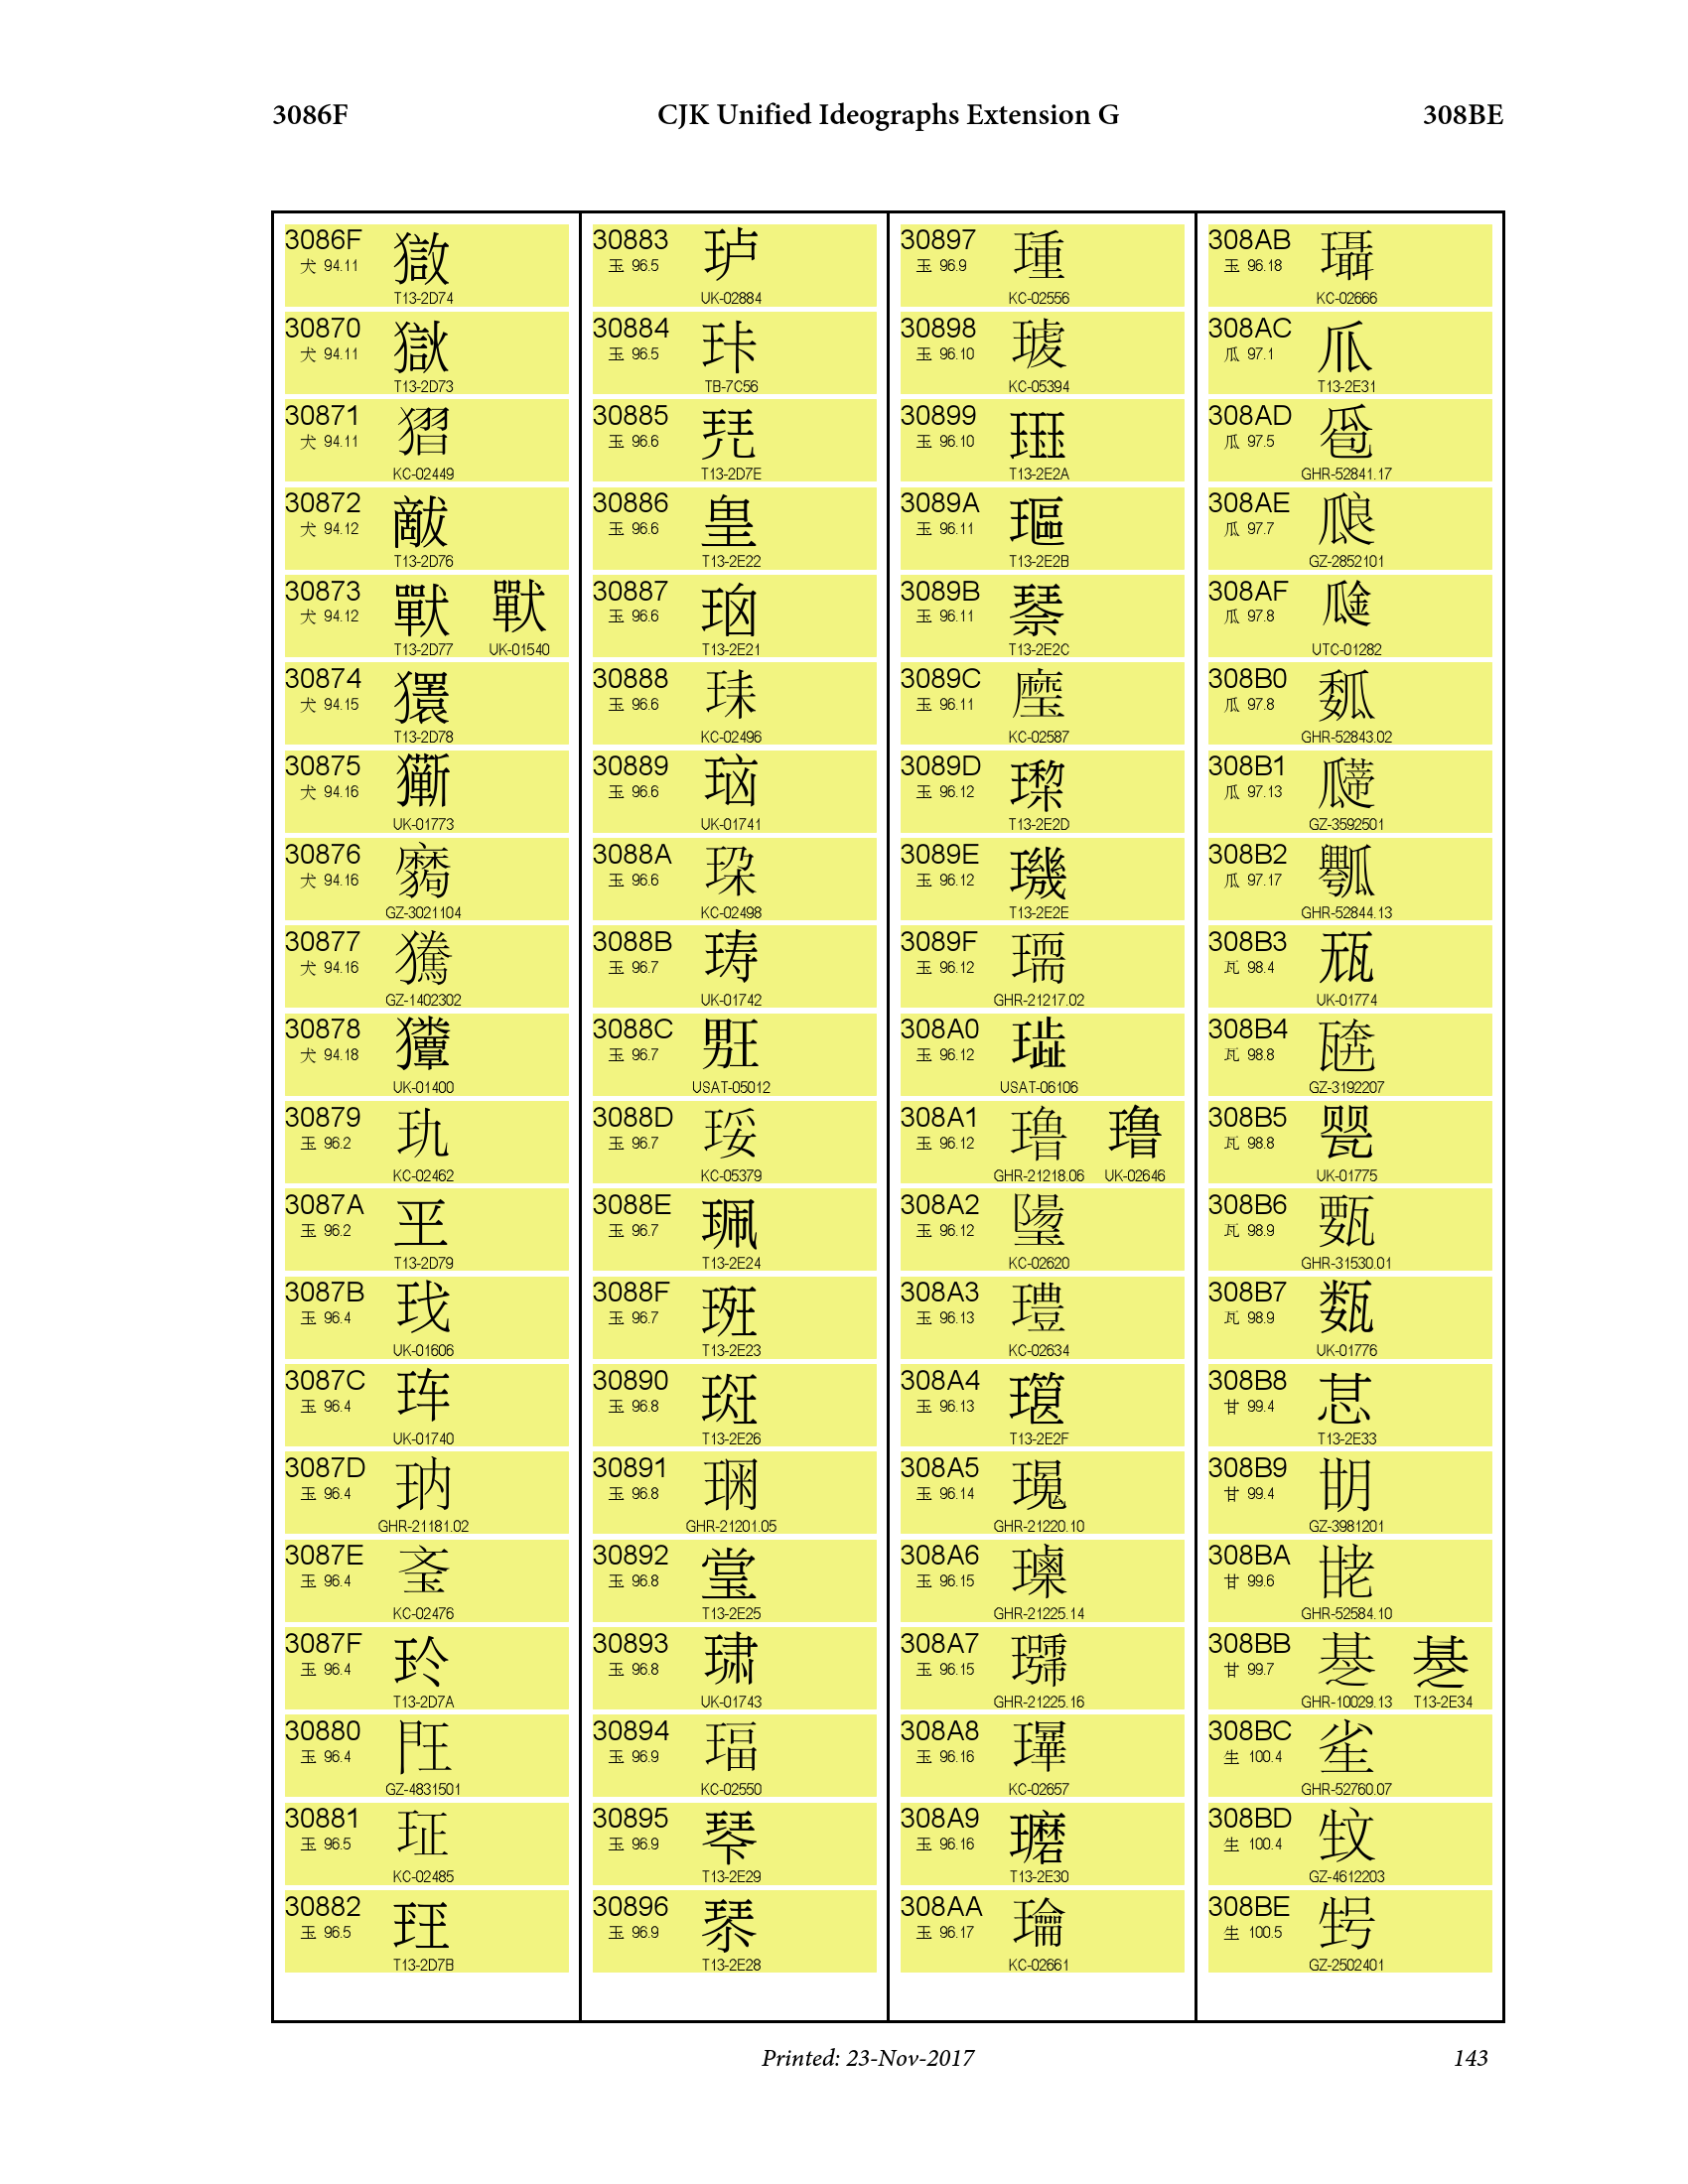 3086F CJK Unified Ideographs Extension G 308BE
3086F
犬 94.11
T13-2D74
30870
犬 94.11
T13-2D73
30871
犬 94.11
KC-02449
30872
犬 94.12
T13-2D76
30873
犬 94.12
T13-2D77 UK-01540
30874
犬 94.15
T13-2D78
30875
犬 94.16
UK-01773
30876
犬 94.16
GZ-3021104
30877
犬 94.16
GZ-1402302
30878
犬 94.18
UK-01400
30879
玉 96.2
KC-02462
3087A
玉 96.2
T13-2D79
3087B
玉 96.4
UK-01606
3087C
玉 96.4
UK-01740
3087D
玉 96.4
GHR-21181.02
3087E
玉 96.4
KC-02476
3087F
玉 96.4
T13-2D7A
30880
玉 96.4
GZ-4831501
30881
玉 96.5
KC-02485
30882
玉 96.5
T13-2D7B
30883
玉 96.5
UK-02884
30884
玉 96.5
TB-7C56
30885
玉 96.6
T13-2D7E
30886
玉 96.6
T13-2E22
30887
玉 96.6
T13-2E21
30888
玉 96.6
KC-02496
30889
玉 96.6
UK-01741
3088A
玉 96.6
KC-02498
3088B
玉 96.7
UK-01742
3088C
玉 96.7
USAT-05012
3088D
玉 96.7
KC-05379
3088E
玉 96.7
T13-2E24
3088F
玉 96.7
T13-2E23
30890
玉 96.8
T13-2E26
30891
玉 96.8
GHR-21201.05
30892
玉 96.8
T13-2E25
30893
玉 96.8
UK-01743
30894
玉 96.9
KC-02550
30895
玉 96.9
T13-2E29
30896
玉 96.9
T13-2E28
30897
玉 96.9
KC-02556
30898
玉 96.10
KC-05394
30899
玉 96.10
T13-2E2A
3089A
玉 96.11
T13-2E2B
3089B
玉 96.11
T13-2E2C
3089C
玉 96.11
KC-02587
3089D
玉 96.12
T13-2E2D
3089E
玉 96.12
T13-2E2E
3089F
玉 96.12
GHR-21217.02
308A0
玉 96.12
USAT-06106
308A1
玉 96.12
GHR-21218.06 UK-02646
308A2
玉 96.12
KC-02620
308A3
玉 96.13
KC-02634
308A4
玉 96.13
T13-2E2F
308A5
玉 96.14
GHR-21220.10
308A6
玉 96.15
GHR-21225.14
308A7
玉 96.15
GHR-21225.16
308A8
玉 96.16
KC-02657
308A9
玉 96.16
T13-2E30
308AA
玉 96.17
KC-02661
308AB
玉 96.18
KC-02666
308AC
瓜 97.1
T13-2E31
308AD
瓜 97.5
GHR-52841.17
308AE
瓜 97.7
GZ-2852101
308AF
瓜 97.8
UTC-01282
308B0
瓜 97.8
GHR-52843.02
308B1
瓜 97.13
GZ-3592501
308B2
瓜 97.17
GHR-52844.13
308B3
瓦 98.4
UK-01774
308B4
瓦 98.8
GZ-3192207
308B5
瓦 98.8
UK-01775
308B6
瓦 98.9
GHR-31530.01
308B7
瓦 98.9
UK-01776
308B8
甘 99.4
T13-2E33
308B9
甘 99.4
GZ-3981201
308BA
甘 99.6
GHR-52584.10
308BB
甘 99.7
GHR-10029.13 T13-2E34
308BC
生 100.4
GHR-52760.07
308BD
生 100.4
GZ-4612203
308BE
生 100.5
GZ-2502401
Printed: 23-Nov-2017 143